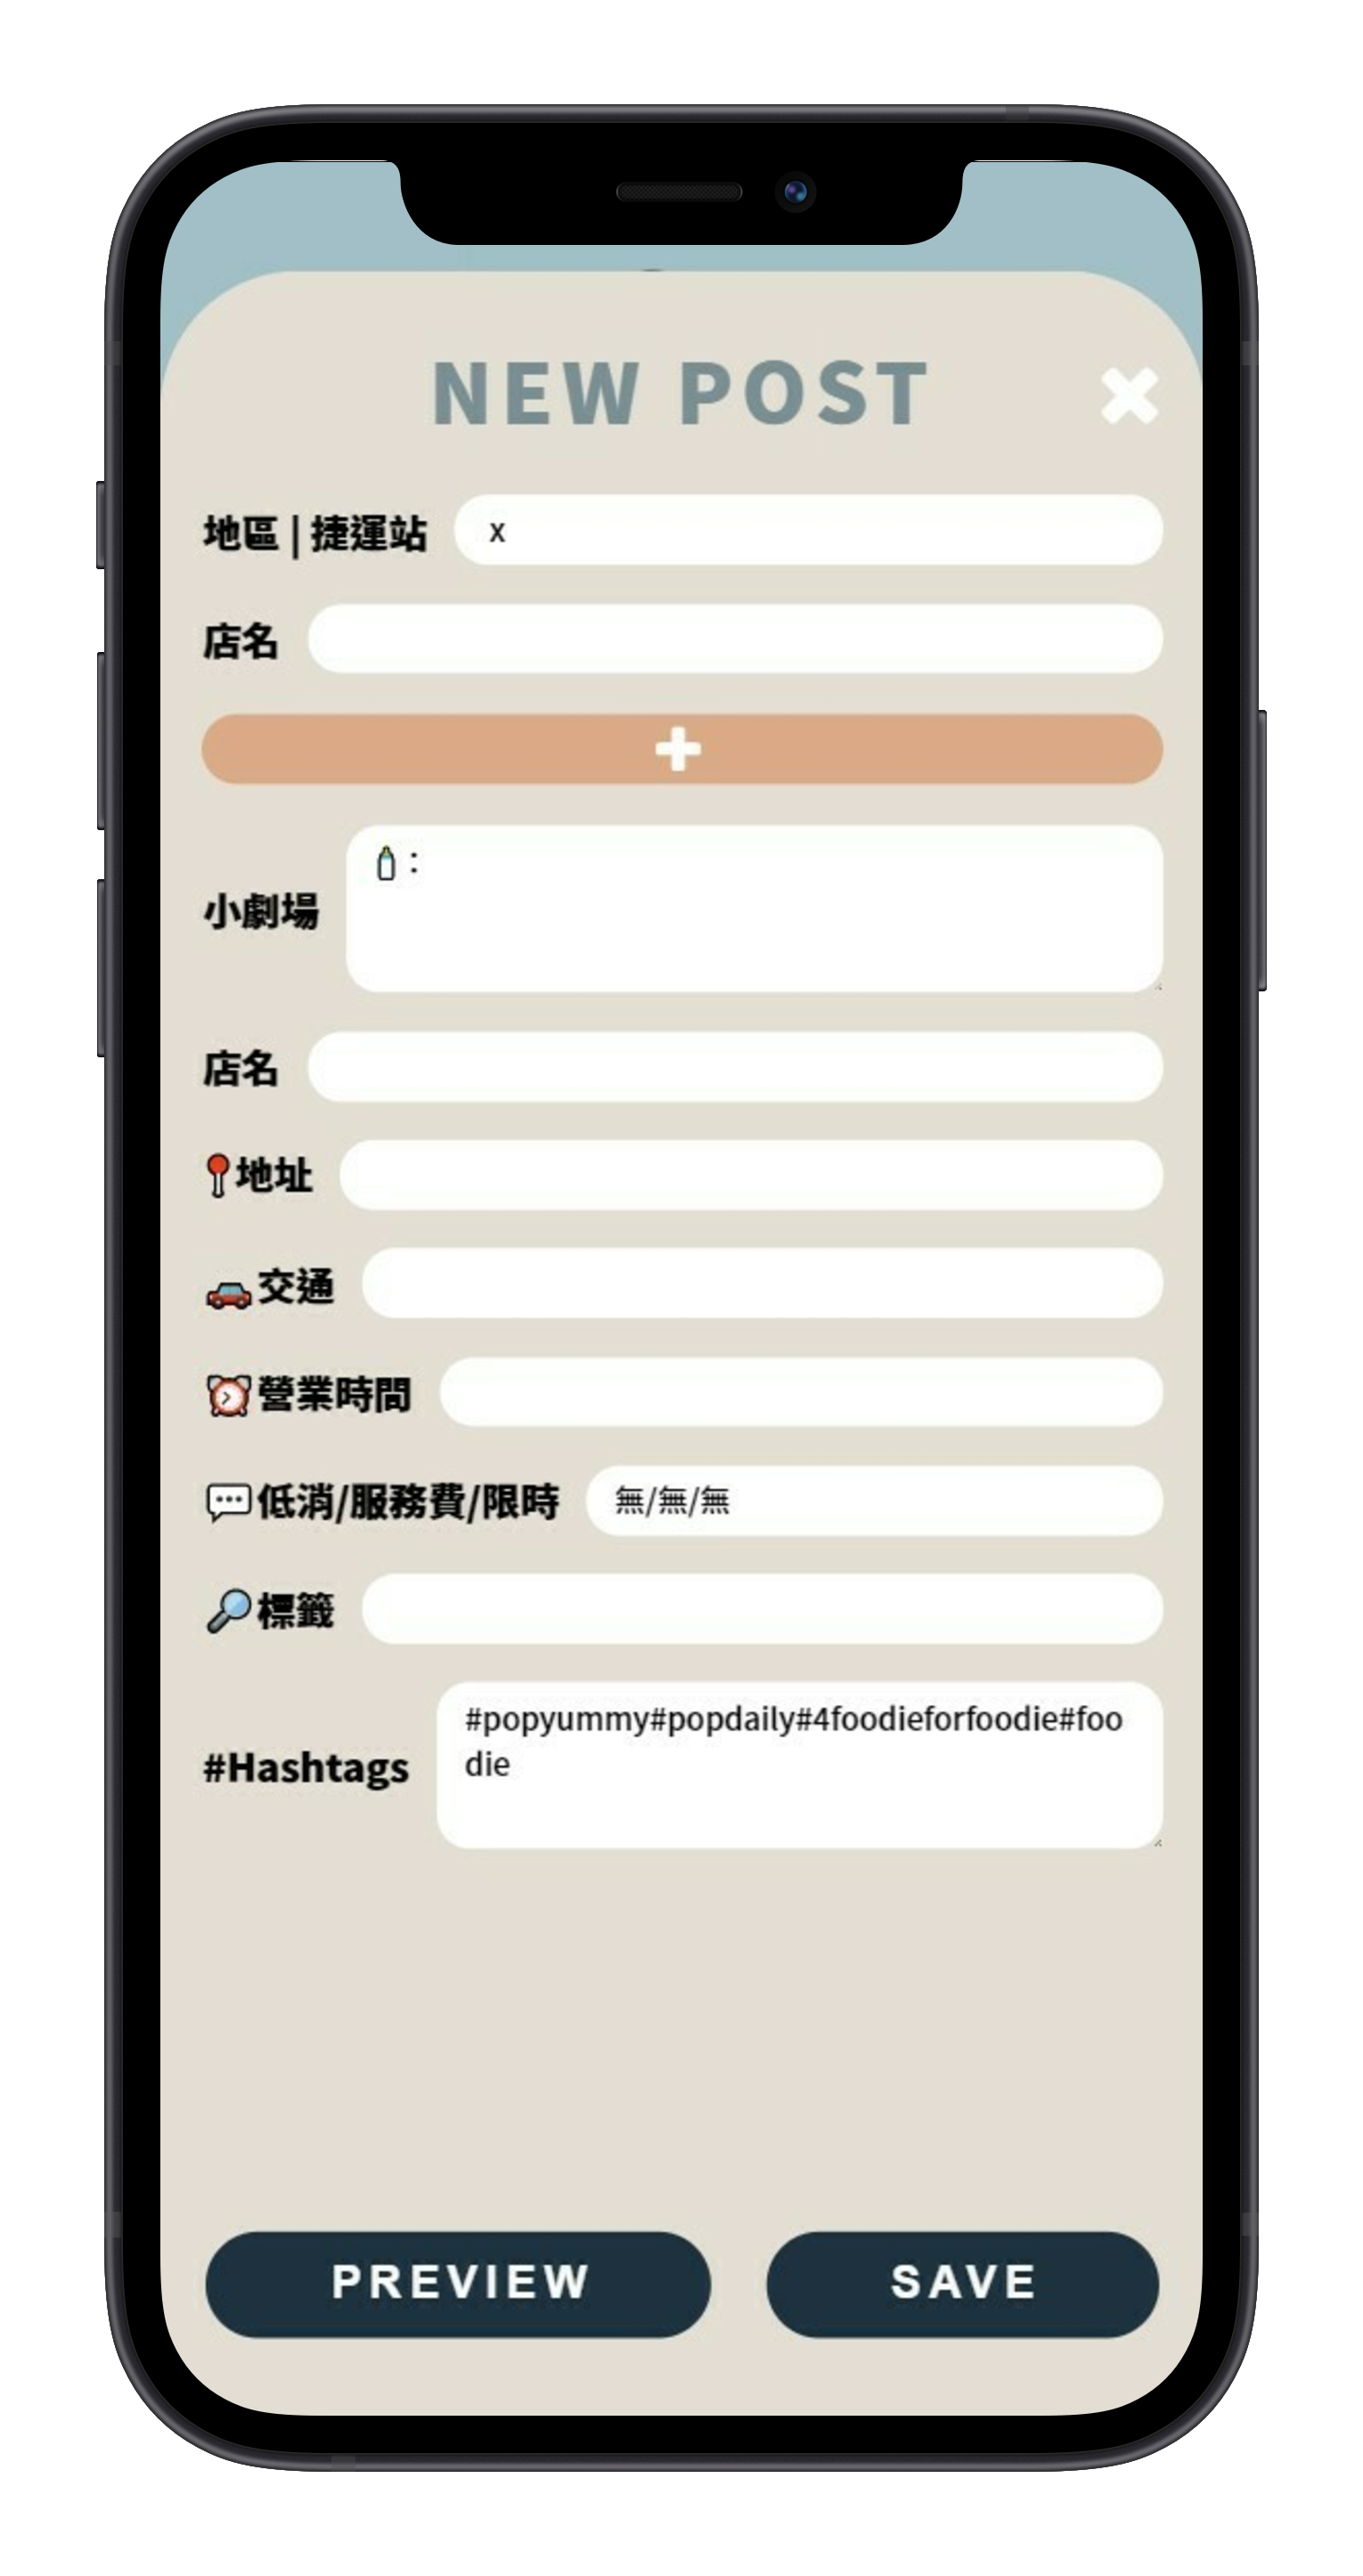 NEW POST
地區 | 捷運站
x
店名
小劇場
🍼：
店名
📍地址
🚗交通
⏰營業時間
💬低消/服務費/限時
無/無/無
🔎標籤
#Hashtags
#popyummy#popdaily#4foodieforfoodie#foo
die
PREVIEW
SAVE